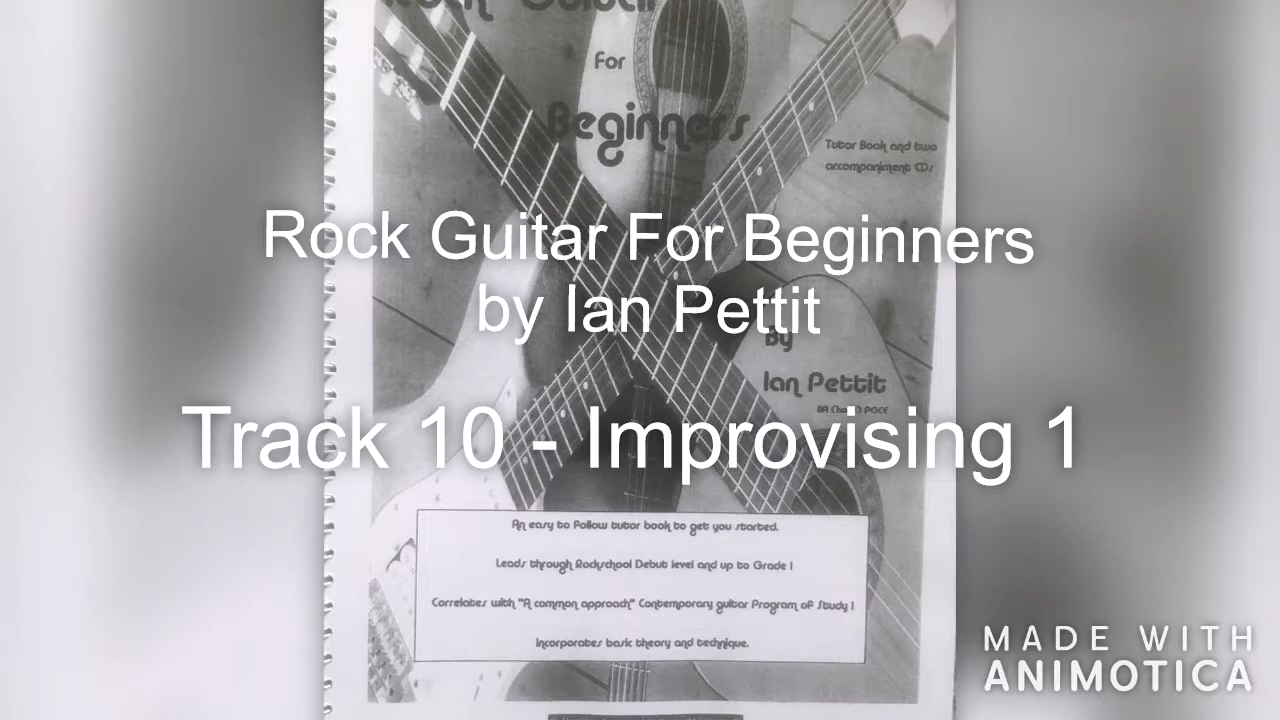 Rock Guitar
For
Beginners
Tutor Book and two
accompaniment CDs
Rock Guitar For Beginners
by Ian Pettit
By
Ian Pettit
Track 10 - Improvising 1
An easy to follow tutor book to get you started.
Leads through Rockschool Debut level and up to Grade 1
Correlates with "A common approach" Contemporary guitar Program of Study 1
Incorporates basic theory and technique.
MADE WITH
ANIMOTICA